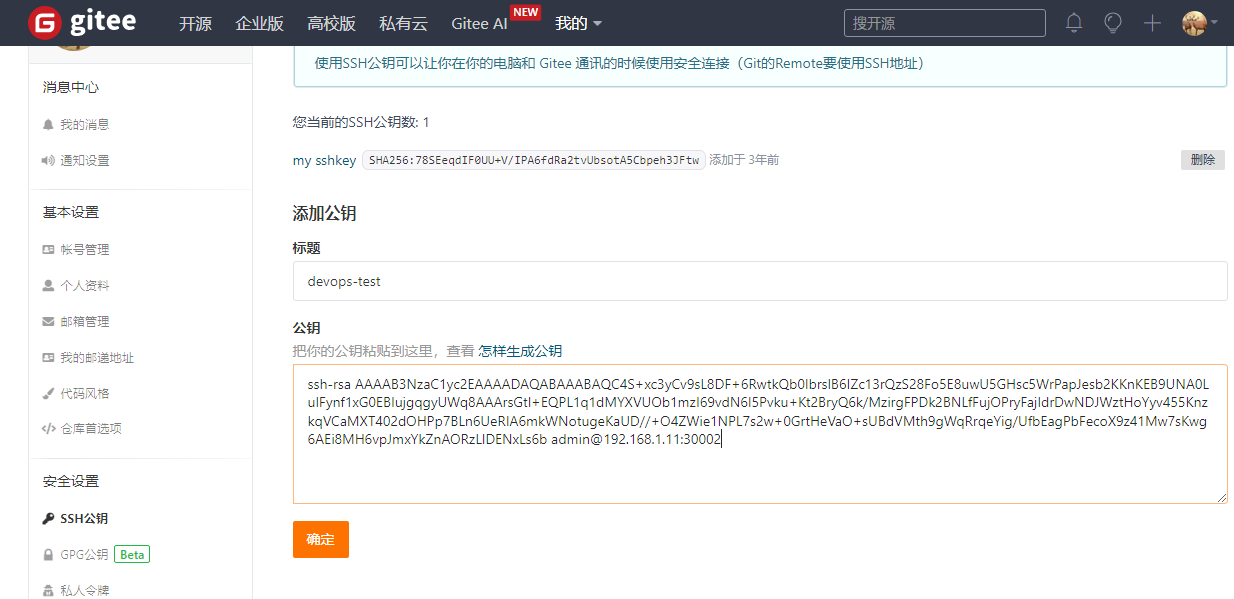 gitee 开源 企业版 高校版 私有云 Gitee AI NEW 我的 搜开源
使用SSH公钥可以让你在你的电脑和 Gitee 通讯的时候使用安全连接（Git的Remote要使用SSH地址）
消息中心
我的消息
通知设置
基本设置
帐号管理
个人资料
邮箱管理
我的邮递地址
代码风格
仓库首选项
安全设置
SSH公钥
GPG公钥 Beta
私人令牌
您当前的SSH公钥数: 1
my sshkey SHA256:78SEeqdIF0UU+V/IPA6fdRa2tvUbsotA5Cbpeh3JFtw 添加于 3年前 删除
添加公钥
标题
devops-test
公钥
把你的公钥粘贴到这里，查看 怎样生成公钥
ssh-rsa AAAAB3NzaC1yc2EAAAADAQABAAABAQC4S+xc3yCv9sL8DF+6RwtkQb0IbrsIB6IZc13rQzS28Fo5E8uwU5GHsc5WrPapJesb2KKnKEB9UNA0L
uIFynf1xG0EBIujgqgyUWq8AAArsGtI+EQPL1q1dMYXVUOb1mzI69vdN6I5Pvku+Kt2BryQ6k/MzirgFPDk2BNLfFujOPryFajIdrDwNDJWztHoYyv455Knz
kqVCaMXT402dOHPp7BLn6UeRIA6mkWNotugeKaUD//+O4ZWie1NPL7s2w+0GrtHeVaO+sUBdVMth9gWqRrqeYig/UfbEagPbFecoX9z41Mw7sKwg
6AEi8MH6vpJmxYkZnAORzLIDENxLs6b admin@192.168.1.11:30002
确定